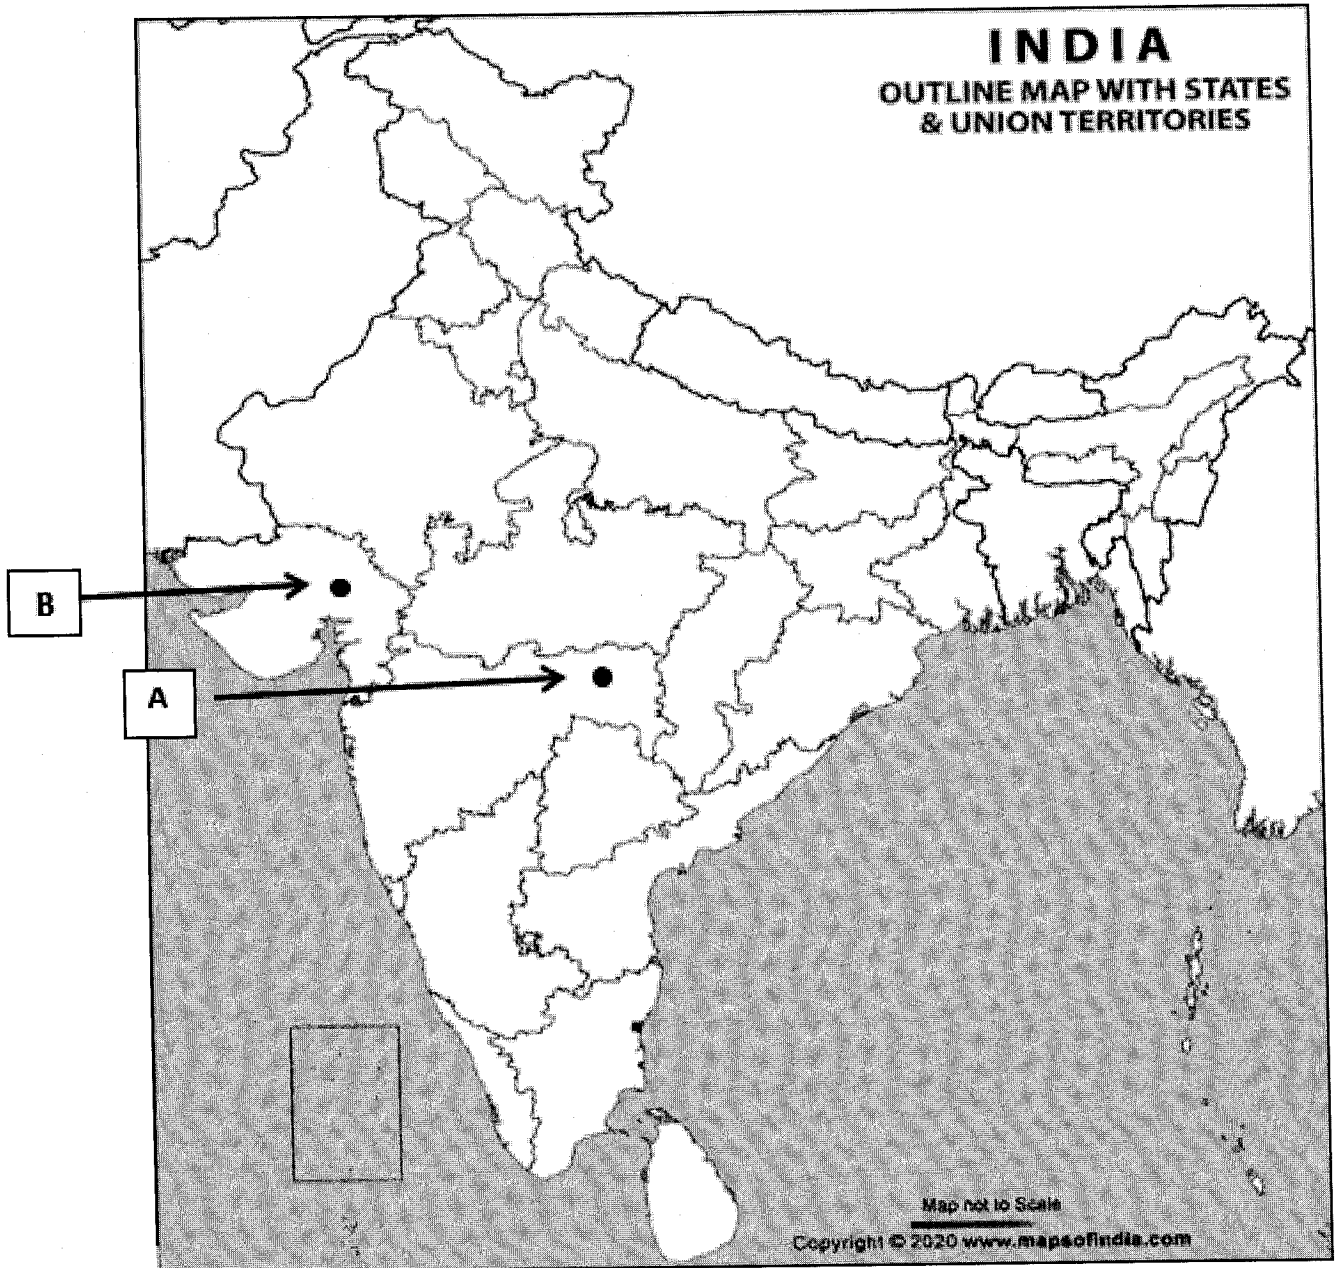 INDIA
OUTLINE MAP WITH STATES
& UNION TERRITORIES
B
A
Map not to Scale
Copyright © 2020 www.mapsofindia.com